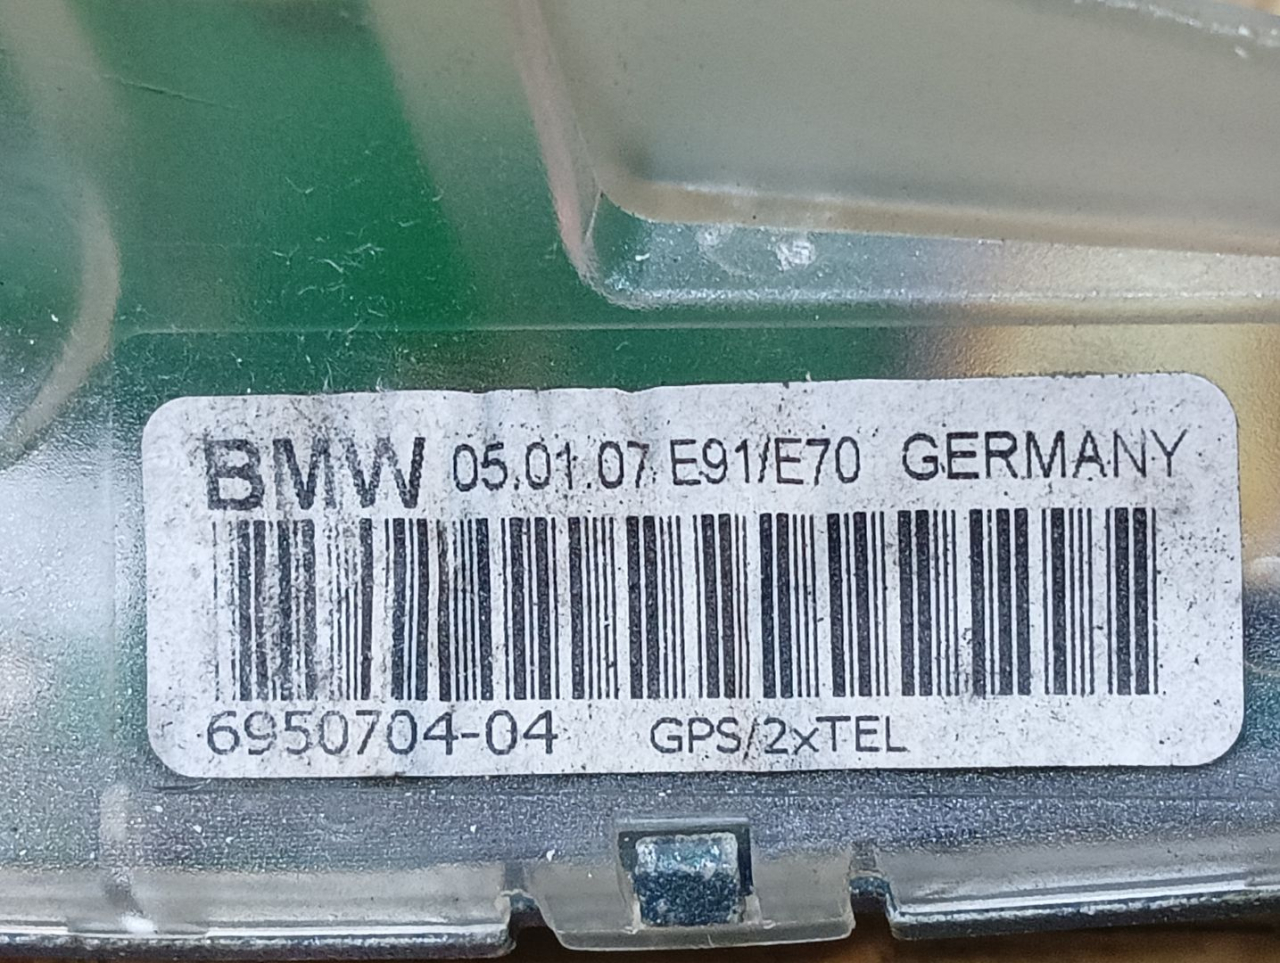 BMW 05.01.07 E91/E70 GERMANY
6950704-04 GPS/2xTEL